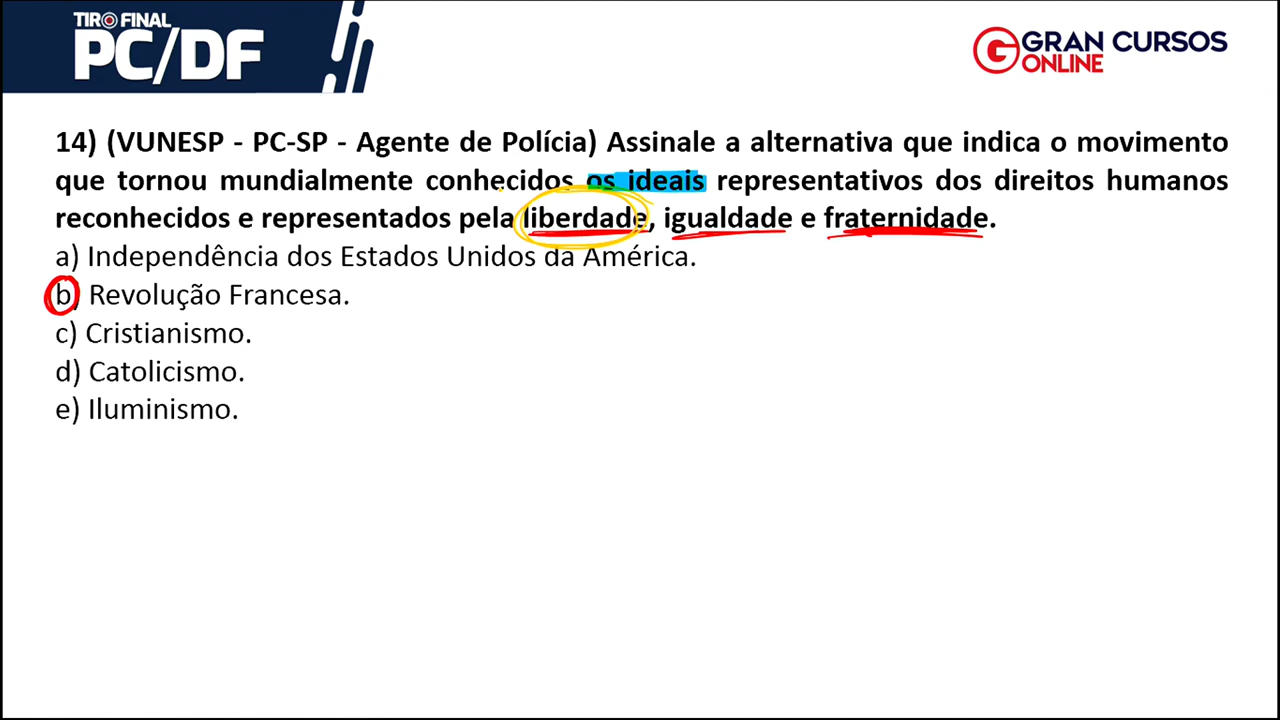 TIRO FINAL
PC/DF
GRAN CURSOS
ONLINE
14) (VUNESP - PC-SP - Agente de Polícia) Assinale a alternativa que indica o movimento
que tornou mundialmente conhecidos os ideais representativos dos direitos humanos
reconhecidos e representados pela liberdade, igualdade e fraternidade.
a) Independência dos Estados Unidos da América.
b) Revolução Francesa.
c) Cristianismo.
d) Catolicismo.
e) Iluminismo.